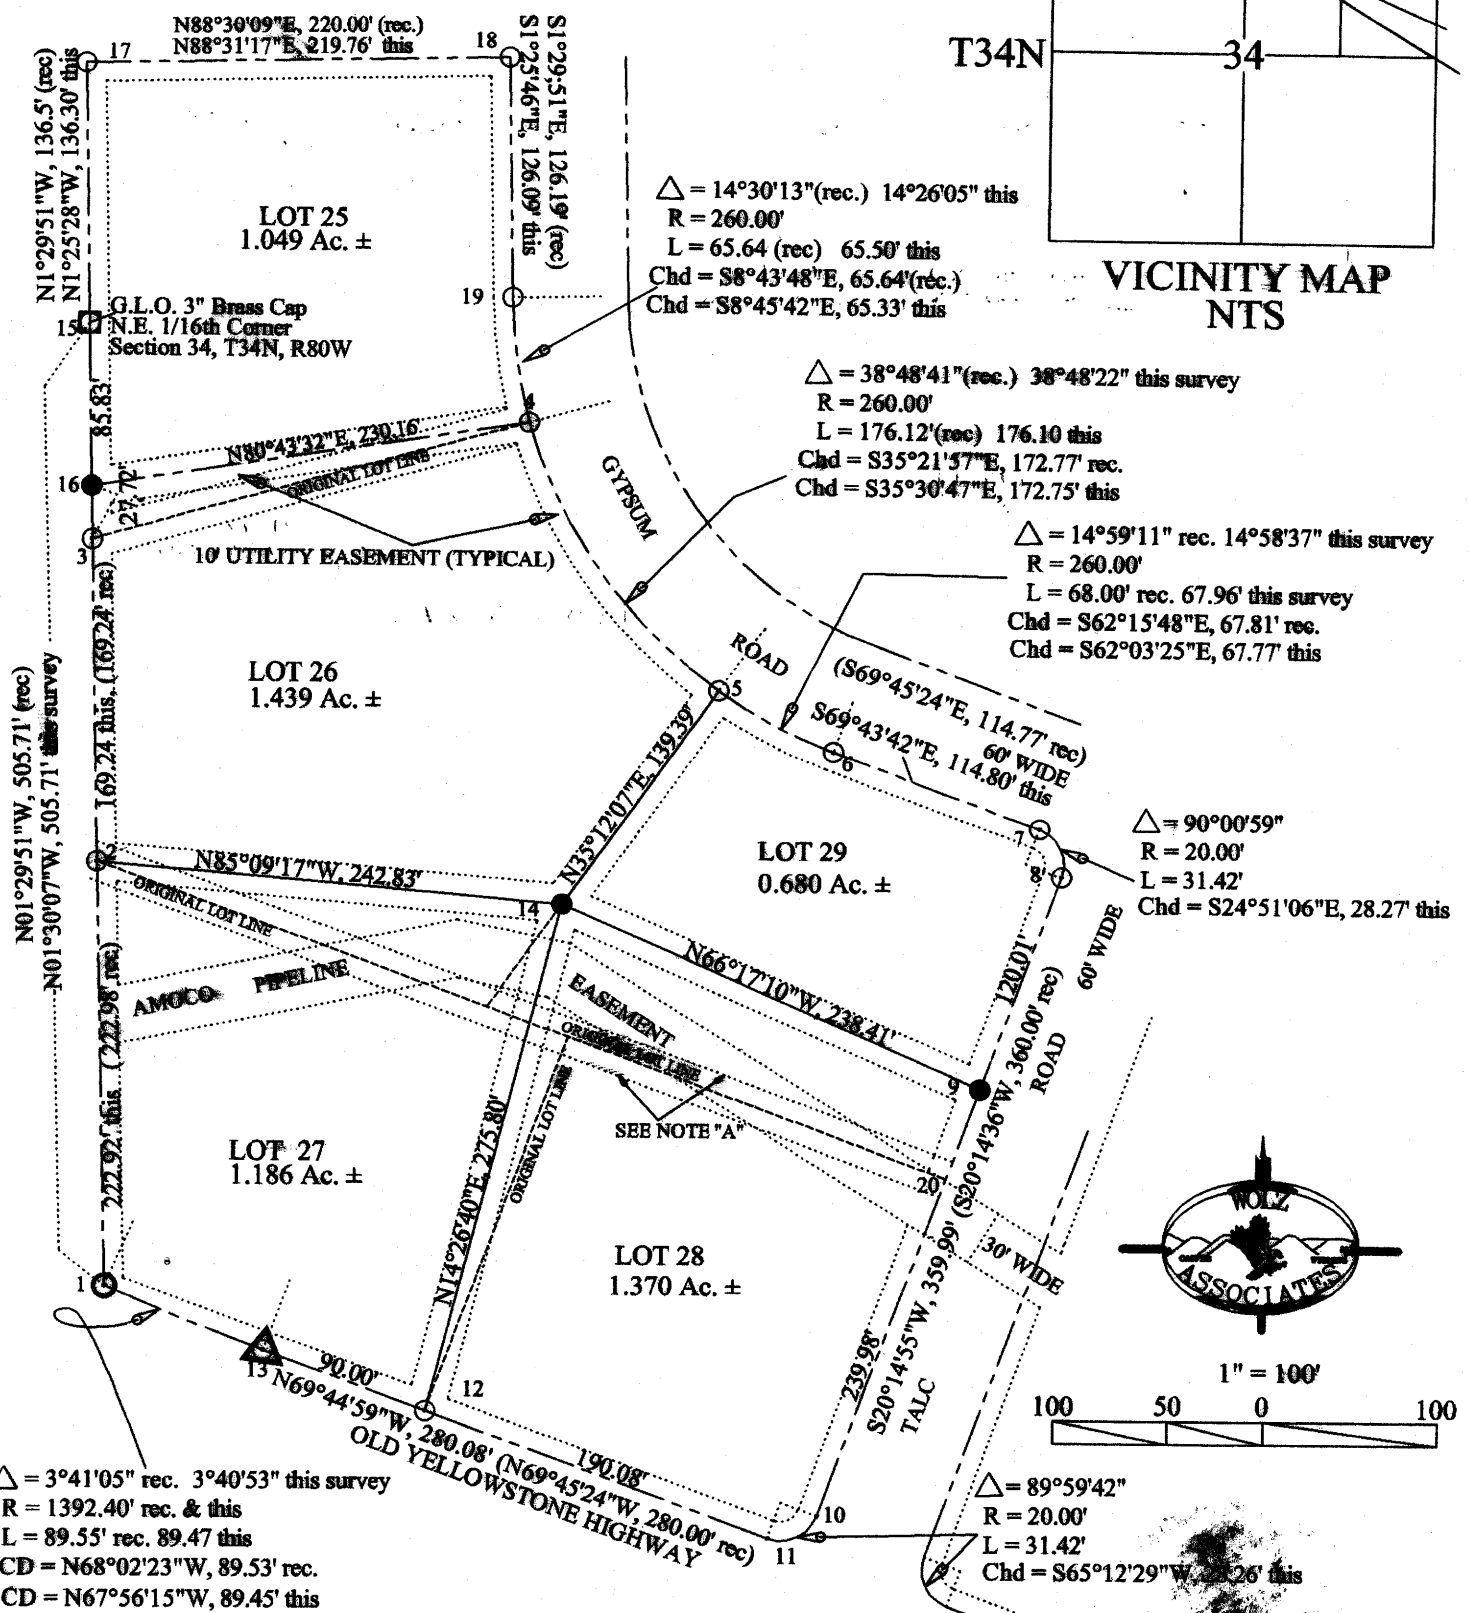 N88°30'09"E, 220.00' (rec.)
N88°31'17"E, 219.76' this
17
18
N1°29'51"W, 136.5' (rec)
N1°25'28"W, 136.30' this
S1°29'51"E, 126.19' (rec)
S1°25'46"E, 126.09' this
T34N
34
VICINITY MAP
NTS
LOT 25
1.049 Ac. ±
△ = 14°30'13"(rec.) 14°26'05" this
R = 260.00'
L = 65.64 (rec) 65.50' this
Chd = S8°43'48"E, 65.64'(rec.)
Chd = S8°45'42"E, 65.33' this
19
15
G.L.O. 3" Brass Cap
N.E. 1/16th Corner
Section 34, T34N, R80W
85.83'
△ = 38°48'41"(rec.) 38°48'22" this survey
R = 260.00'
L = 176.12'(rec) 176.10 this
Chd = S35°21'57"E, 172.77' rec.
Chd = S35°30'47"E, 172.75' this
4
N80°43'32"E, 230.16'
ORIGINAL LOT LINE
16
27.72'
3
GYPSUM
10' UTILITY EASEMENT (TYPICAL)
△ = 14°59'11" rec. 14°58'37" this survey
R = 260.00'
L = 68.00' rec. 67.96' this survey
Chd = S62°15'48"E, 67.81' rec.
Chd = S62°03'25"E, 67.77' this
ROAD
LOT 26
1.439 Ac. ±
169.24 this, (169.24' rec)
N01°29'51"W, 505.71' (rec)
N01°30'07"W, 505.71' this survey
5
(S69°45'24"E, 114.77' rec)
60' WIDE
S69°43'42"E, 114.80' this
6
7
N35°12'07"E, 139.39'
△ = 90°00'59"
R = 20.00'
L = 31.42'
Chd = S24°51'06"E, 28.27' this
8
LOT 29
0.680 Ac. ±
2
N85°09'17"W, 242.83'
ORIGINAL LOT LINE
14
60' WIDE
120.01'
N66°17'10"W, 238.41'
AMOCO PIPELINE
EASEMENT
ORIGINAL LOT LINE
ROAD
9
SEE NOTE "A"
222.92' this (222.98' rec)
LOT 27
1.186 Ac. ±
N14°26'40"E, 275.80'
ORIGINAL LOT LINE
20
S20°14'55"W, 359.99' (S20°14'36"W, 360.00' rec)
30' WIDE
LOT 28
1.370 Ac. ±
WOLZ
ASSOCIATES
1
13
90.00'
12
239.98'
TALC
1" = 100'
100 50 0 100
N69°44'59"W, 280.08' (N69°45'24"W, 280.00' rec)
190.08'
OLD YELLOWSTONE HIGHWAY
10
11
△ = 3°41'05" rec. 3°40'53" this survey
R = 1392.40' rec. & this
L = 89.55' rec. 89.47 this
CD = N68°02'23"W, 89.53' rec.
CD = N67°56'15"W, 89.45' this
△ = 89°59'42"
R = 20.00'
L = 31.42'
Chd = S65°12'29"W, 28.26' this